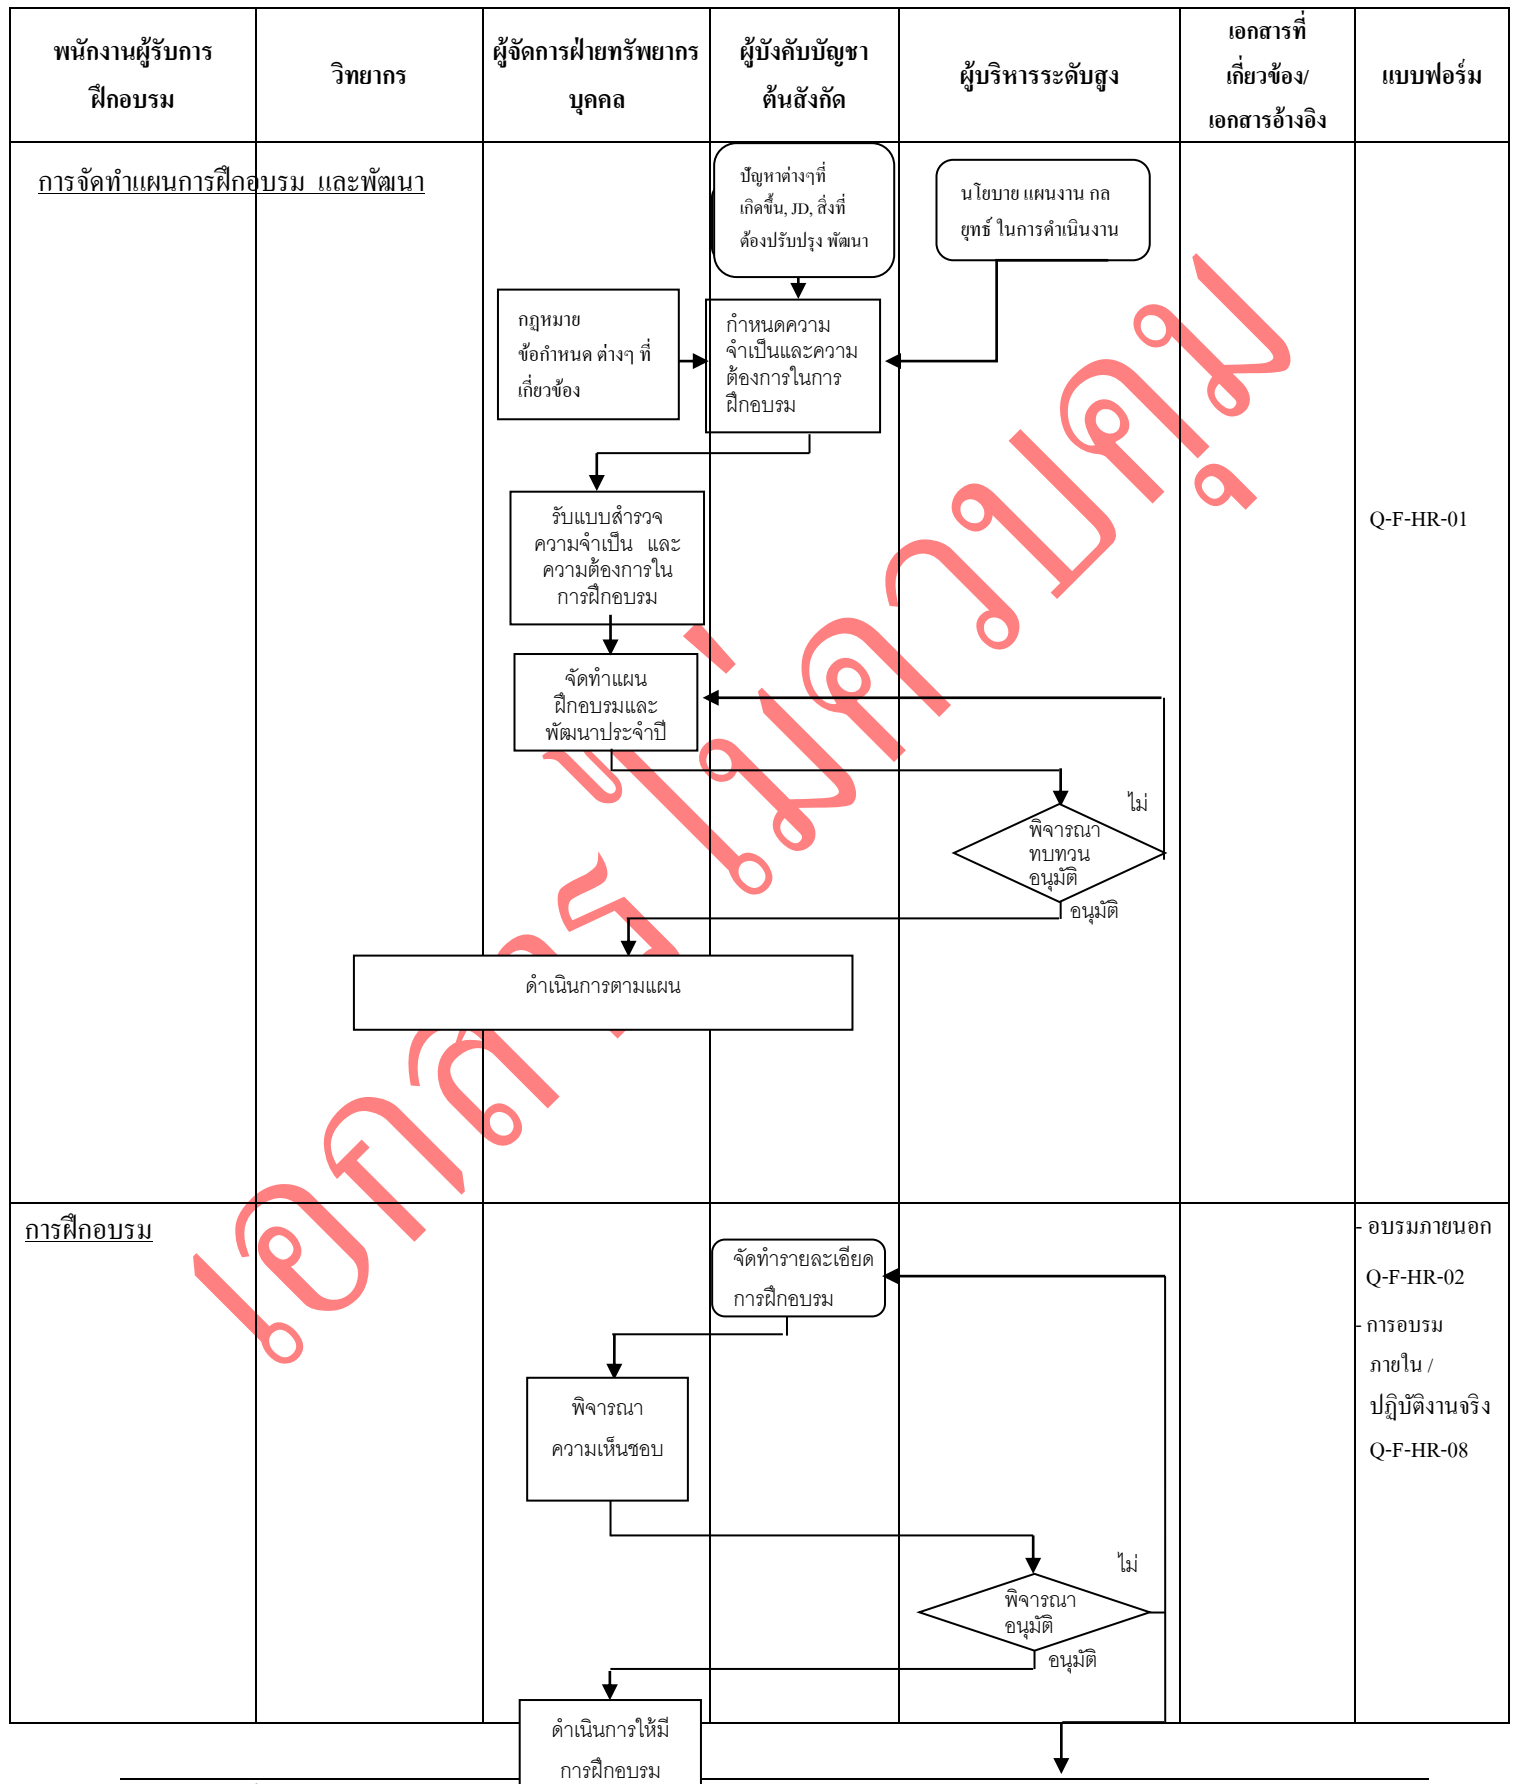 พนักงานผู้รับการ
ฝึกอบรม
วิทยากร
ผู้จัดการฝ่ายทรัพยากร
บุคคล
ผู้บังคับบัญชา
ต้นสังกัด
ผู้บริหารระดับสูง
เอกสารที่
เกี่ยวข้อง/
เอกสารอ้างอิง
แบบฟอร์ม
การจัดทำแผนการฝึกอบรม และพัฒนา
ปัญหาต่างๆที่
เกิดขึ้น, JD, สิ่งที่
ต้องปรับปรุง พัฒนา
นโยบาย แผนงาน กล
ยุทธ์ ในการดำเนินงาน
กฎหมาย
ข้อกำหนด ต่างๆ ที่
เกี่ยวข้อง
กำหนดความ
จำเป็นและความ
ต้องการในการ
ฝึกอบรม
รับแบบสำรวจ
ความจำเป็น และ
ความต้องการใน
การฝึกอบรม
Q-F-HR-01
จัดทำแผน
ฝึกอบรมและ
พัฒนาประจำปี
ไม่
พิจารณา
ทบทวน
อนุมัติ
อนุมัติ
ดำเนินการตามแผน
เอกสาร ไม่ควบคุม
การฝึกอบรม
จัดทำรายละเอียด
การฝึกอบรม
- อบรมภายนอก
Q-F-HR-02
- การอบรม
ภายใน /
ปฏิบัติงานจริง
Q-F-HR-08
พิจารณา
ความเห็นชอบ
ไม่
พิจารณา
อนุมัติ
อนุมัติ
ดำเนินการให้มี
การฝึกอบรม